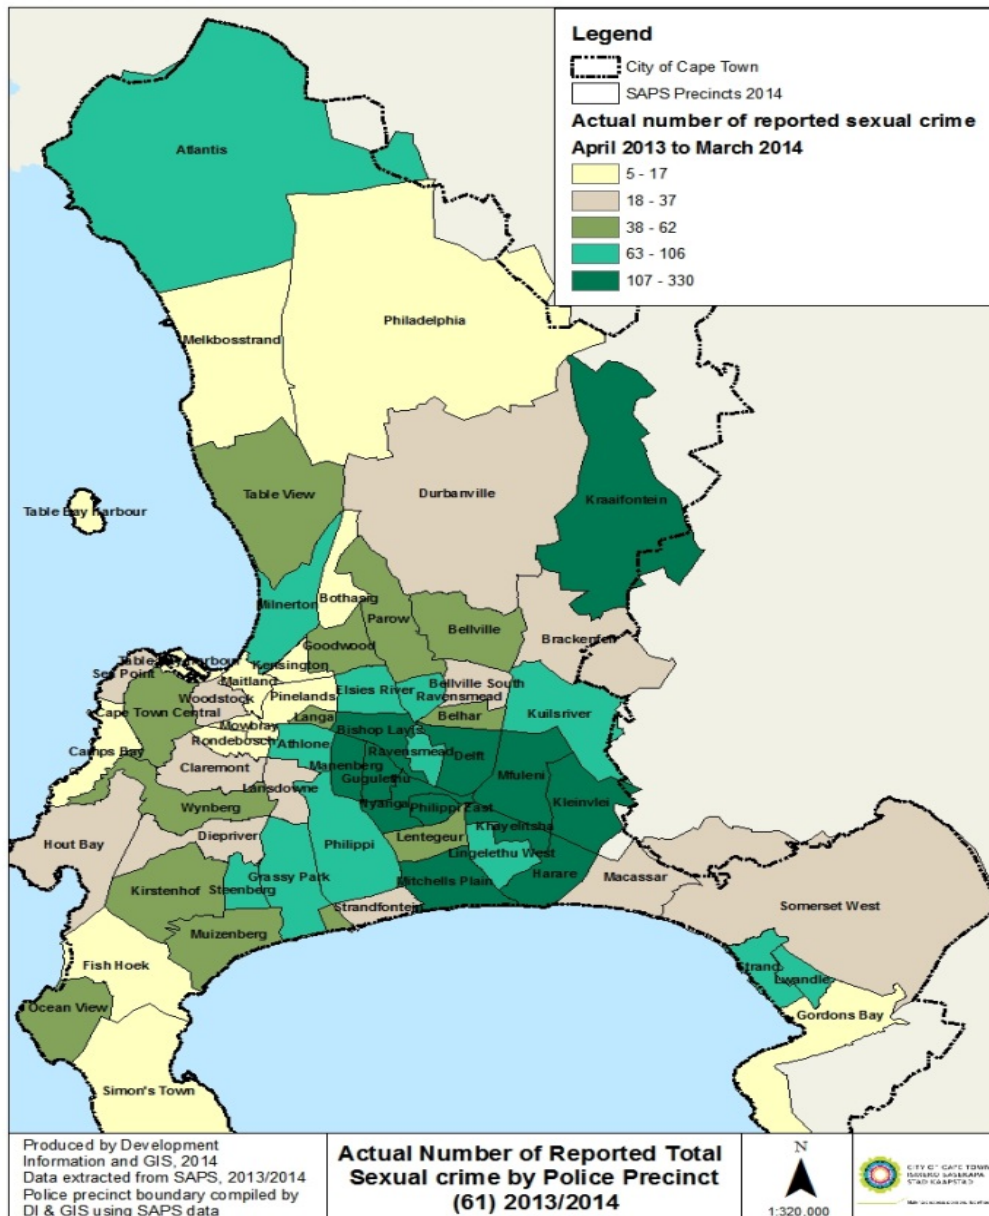 Legend
City of Cape Town
SAPS Precincts 2014
Actual number of reported sexual crime
April 2013 to March 2014
5 - 17
18 - 37
38 - 62
63 - 106
107 - 330
Atlantis
Philadelphia
Melkbosstrand
Durbanville
Kraaifontein
Table View
Table Bay Harbour
Milnerton
Bothasig
Parow
Bellville
Brackenfell
Goodwood
Kensington
Table Bay Harbour
Sea Point
Maitland
Bellville South
Woodstock
Pinelands
Elsies River
Ravensmead
Cape Town Central
Langa
Belhar
Kuilsriver
Mowbray
Bishop Lavis
Rondebosch
Athlone
Ravensmead
Delft
Camps Bay
Claremont
Manenberg
Gugulethu
Mfuleni
Lansdowne
Kleinvlei
Wynberg
Nyanga
Philippi East
Khayelitsha
Hout Bay
Diepriver
Philippi
Lentegeur
Lingelethu West
Kirstenhof
Steenberg
Grassy Park
Mitchells Plain
Harare
Macassar
Somerset West
Strandfontein
Muizenberg
Fish Hoek
Strand
Lwandle
Ocean View
Gordons Bay
Simon's Town
Produced by Development
Information and GIS, 2014
Data extracted from SAPS, 2013/2014
Police precinct boundary compiled by
DI & GIS using SAPS data
Actual Number of Reported Total
Sexual crime by Police Precinct
(61) 2013/2014
N
1:320,000
CITY OF CAPE TOWN
ISIXEKO SASEKAPA
STAD KAAPSTAD